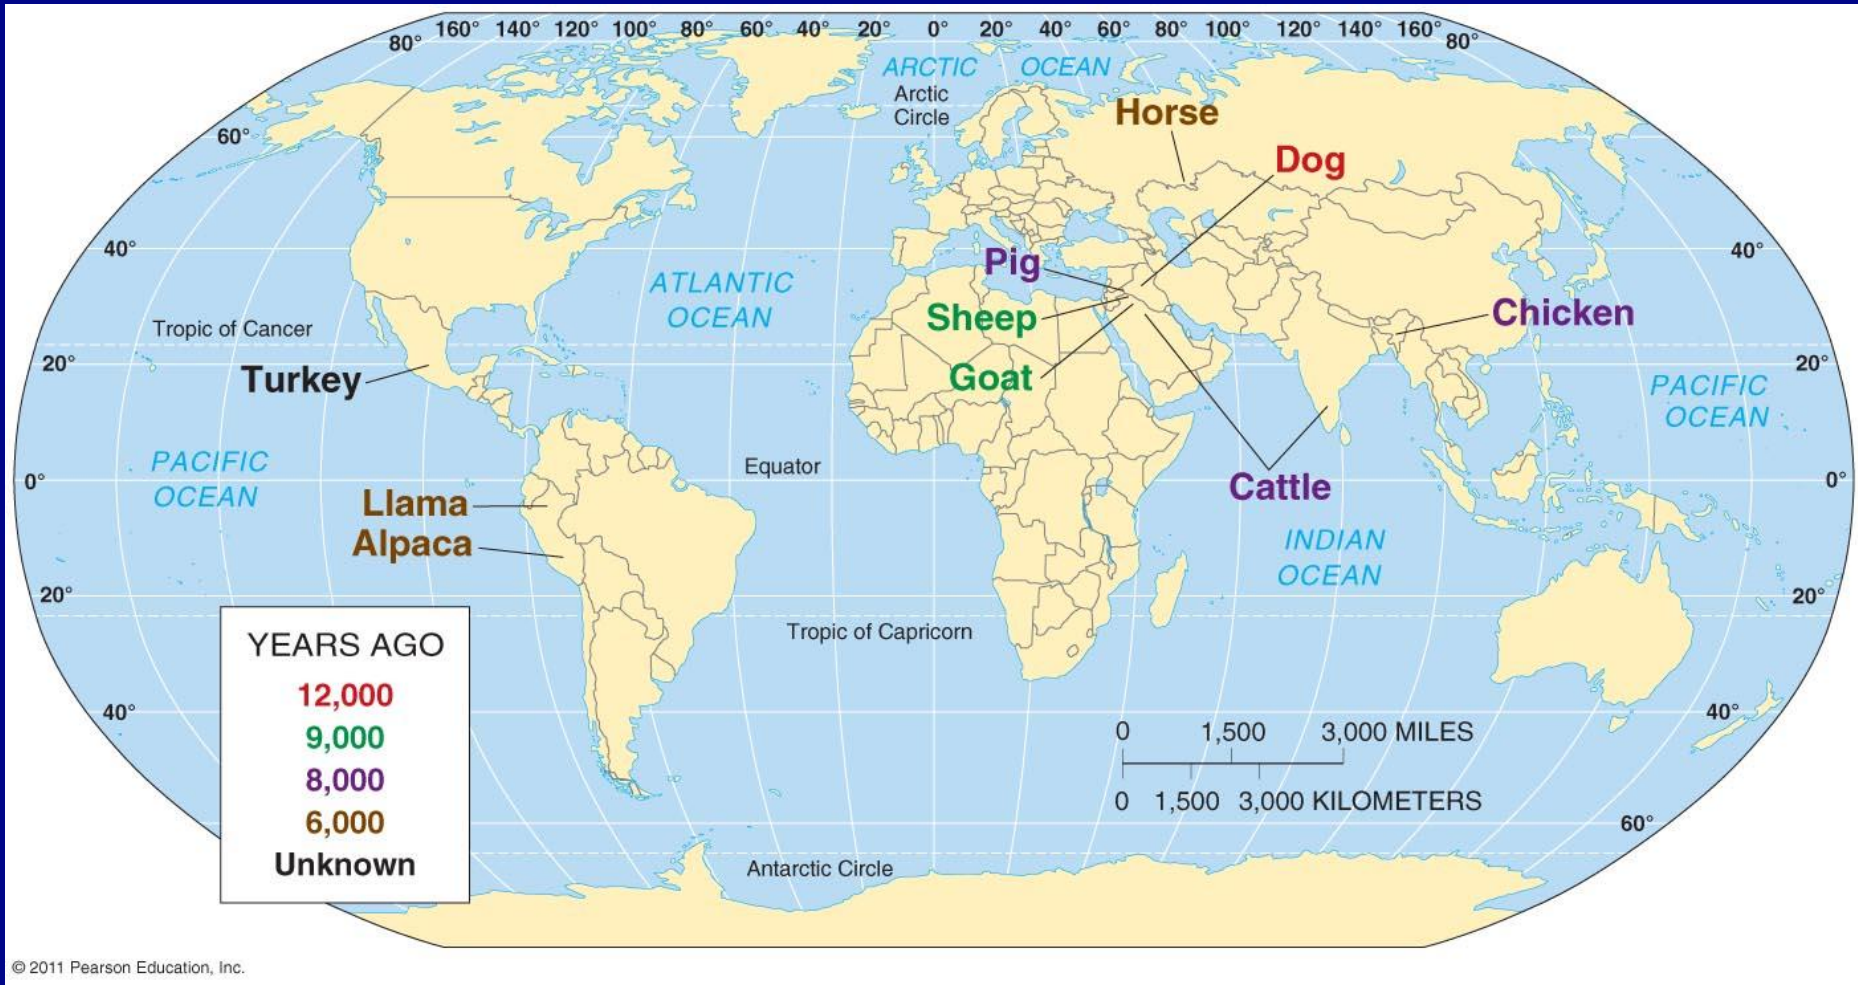 160° 140° 120° 100° 80° 60° 40° 20° 0° 20° 40° 60° 80° 100° 120° 140° 160°
80° 80°
ARCTIC OCEAN
Arctic
Circle
Horse
60°
Dog
40° 40°
Pig
ATLANTIC
OCEAN
Sheep
Chicken
Tropic of Cancer
20° 20°
Turkey
Goat
PACIFIC
OCEAN
PACIFIC
OCEAN
Equator
0° 0°
Cattle
Llama
Alpaca
INDIAN
OCEAN
20° 20°
Tropic of Capricorn
YEARS AGO
12,000
9,000
8,000
6,000
Unknown
40° 40°
0 1,500 3,000 MILES
0 1,500 3,000 KILOMETERS
60°
Antarctic Circle
© 2011 Pearson Education, Inc.